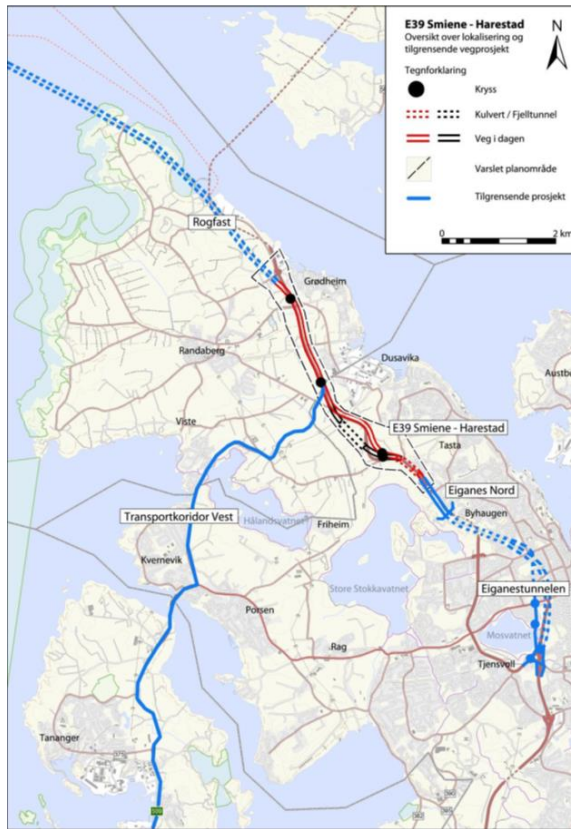 E39 Smiene - Harestad
Oversikt over lokalisering og
tilgrensende vegprosjekt
N
Tegnforklaring
Kryss
Kulvert / Fjelltunnel
Veg i dagen
Varslet planområde
Tilgrensende prosjekt
0
2 km
Rogfast
Grødheim
Randaberg
Dusavika
Viste
E39 Smiene - Harestad
Tasta
Eiganes Nord
Transportkoridor Vest
Hålandsvatnet
Friheim
Byhaugen
Kvernevik
Store Stokkavatnet
Eiganestunnelen
Porsen
Rag
Mosvatnet
Tjensvoll
Tananger
509